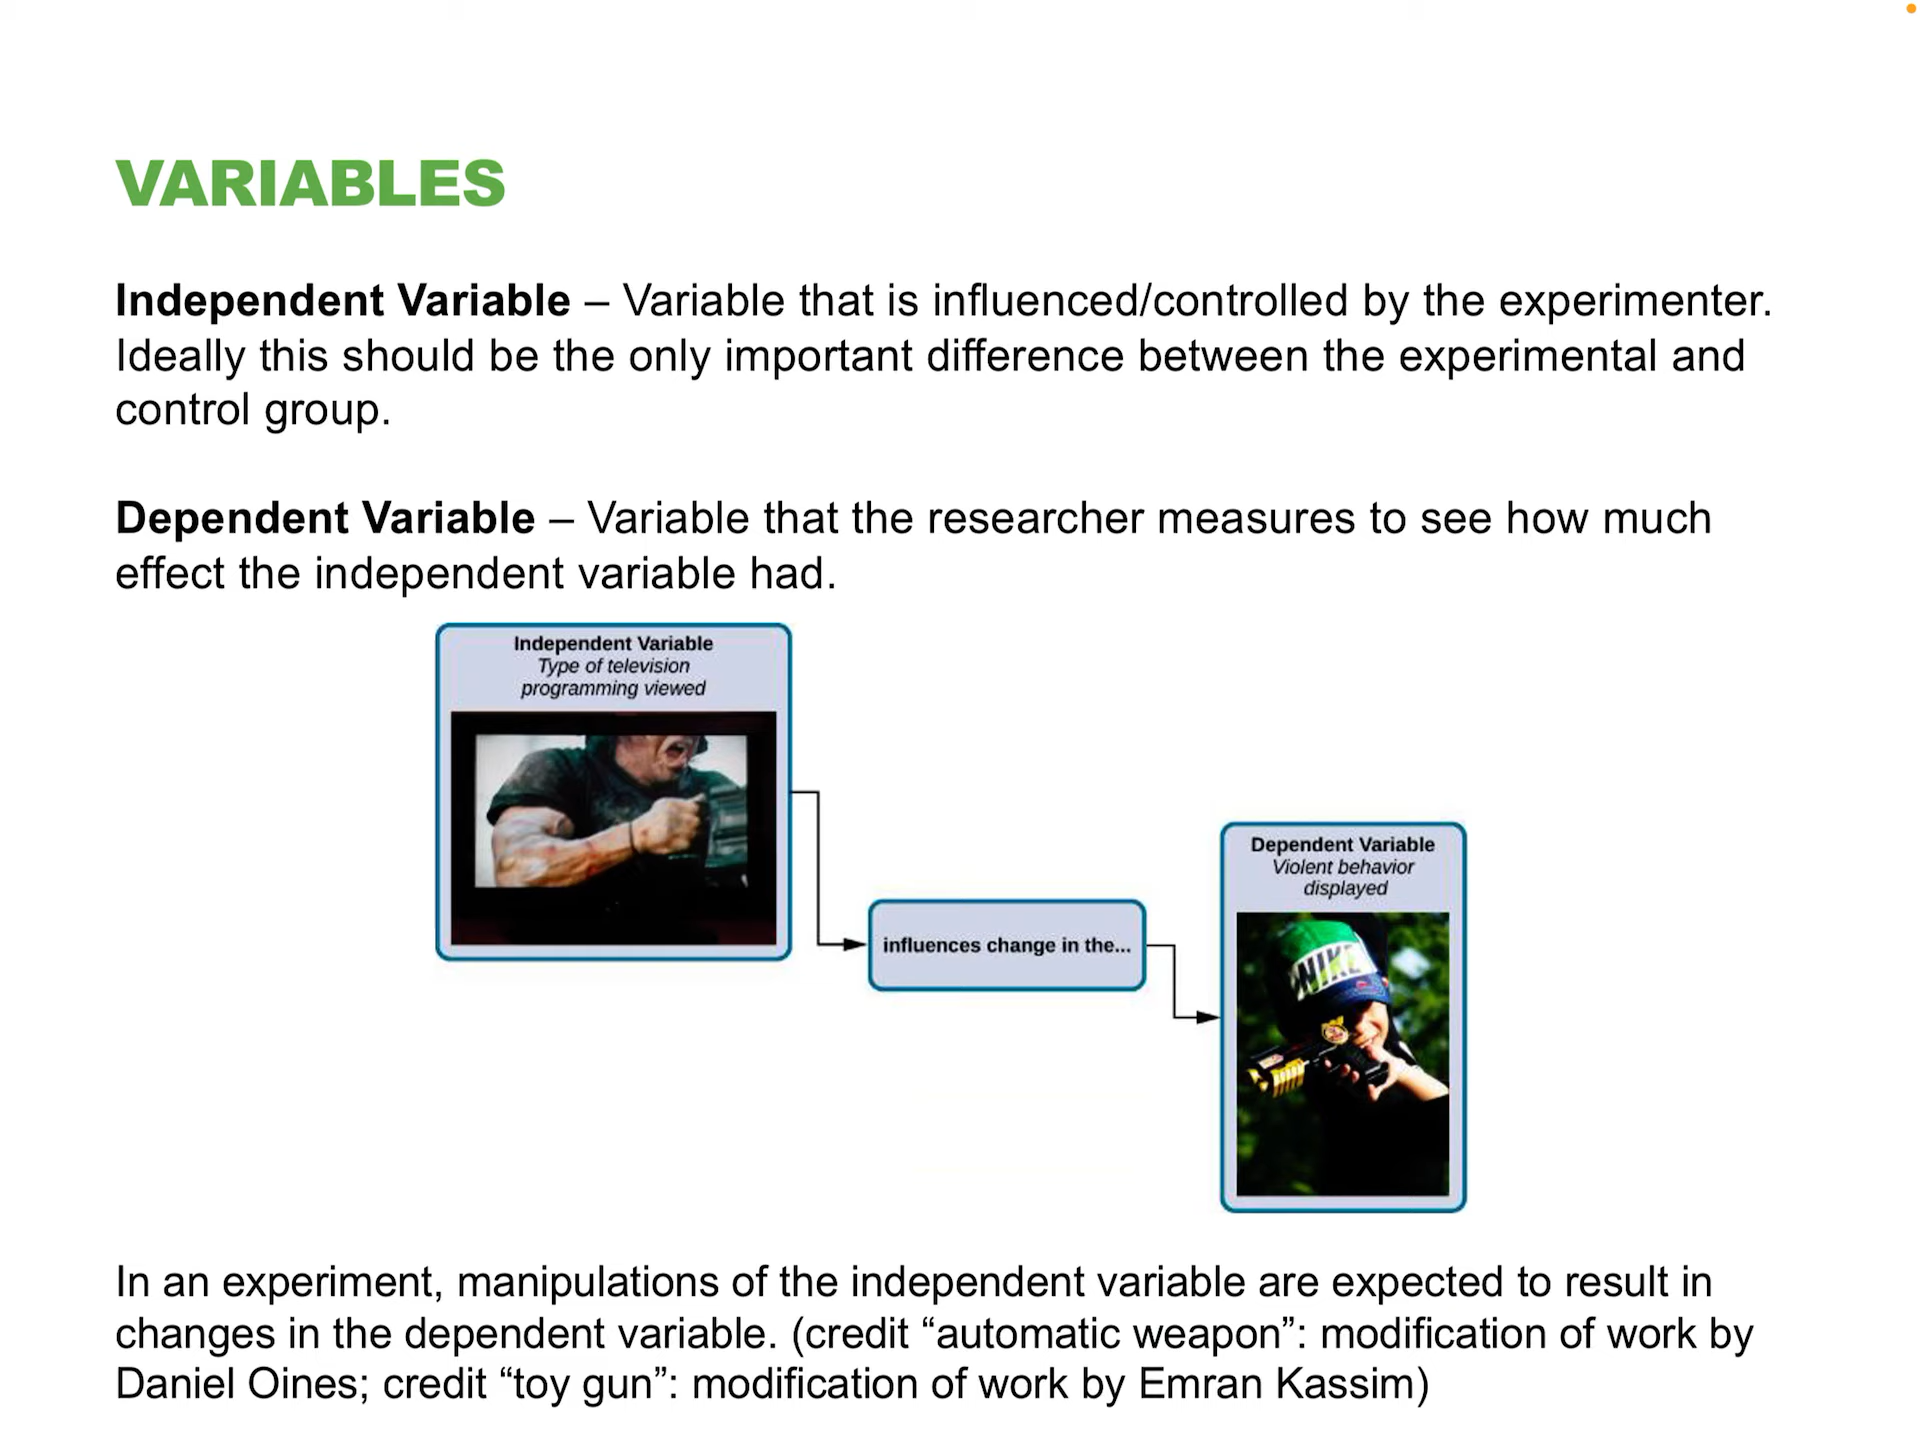 VARIABLES
Independent Variable – Variable that is influenced/controlled by the experimenter.
Ideally this should be the only important difference between the experimental and
control group.
Dependent Variable – Variable that the researcher measures to see how much
effect the independent variable had.
Independent Variable
Type of television
programming viewed
influences change in the...
Dependent Variable
Violent behavior
displayed
NIKE
In an experiment, manipulations of the independent variable are expected to result in
changes in the dependent variable. (credit “automatic weapon”: modification of work by
Daniel Oines; credit “toy gun”: modification of work by Emran Kassim)